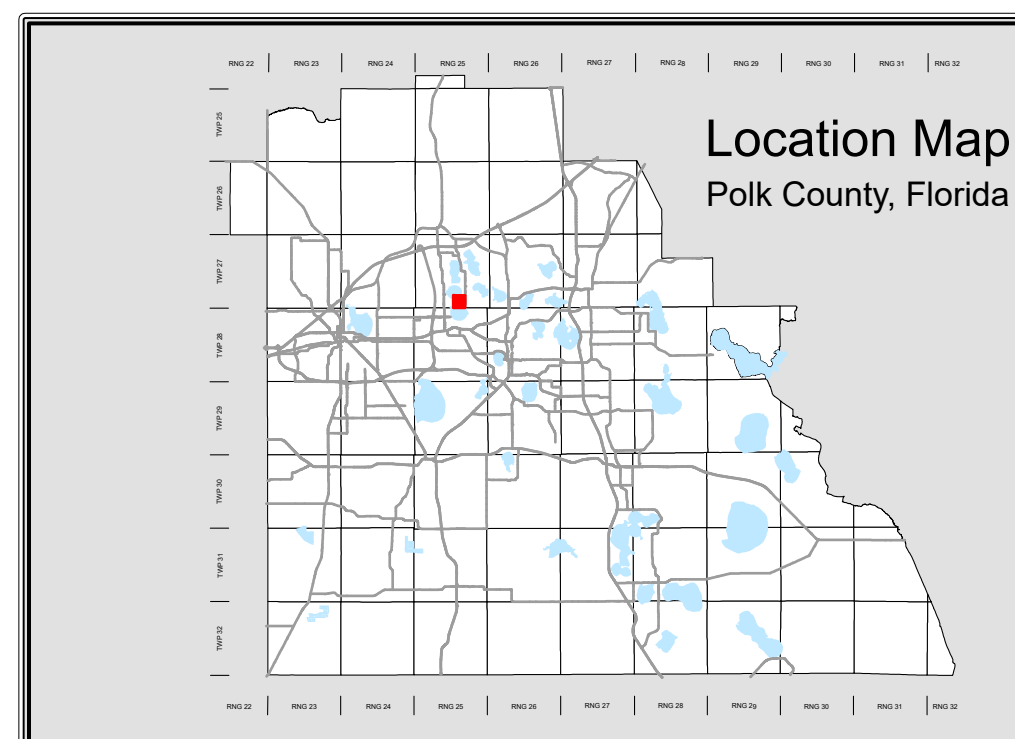 RNG 22 RNG 23 RNG 24 RNG 25 RNG 26 RNG 27 RNG 28 RNG 29 RNG 30 RNG 31 RNG 32
Location Map
Polk County, Florida
TWP 25
TWP 26
TWP 27
TWP 28
TWP 29
TWP 30
TWP 31
TWP 32
RNG 22 RNG 23 RNG 24 RNG 25 RNG 26 RNG 27 RNG 28 RNG 29 RNG 30 RNG 31 RNG 32